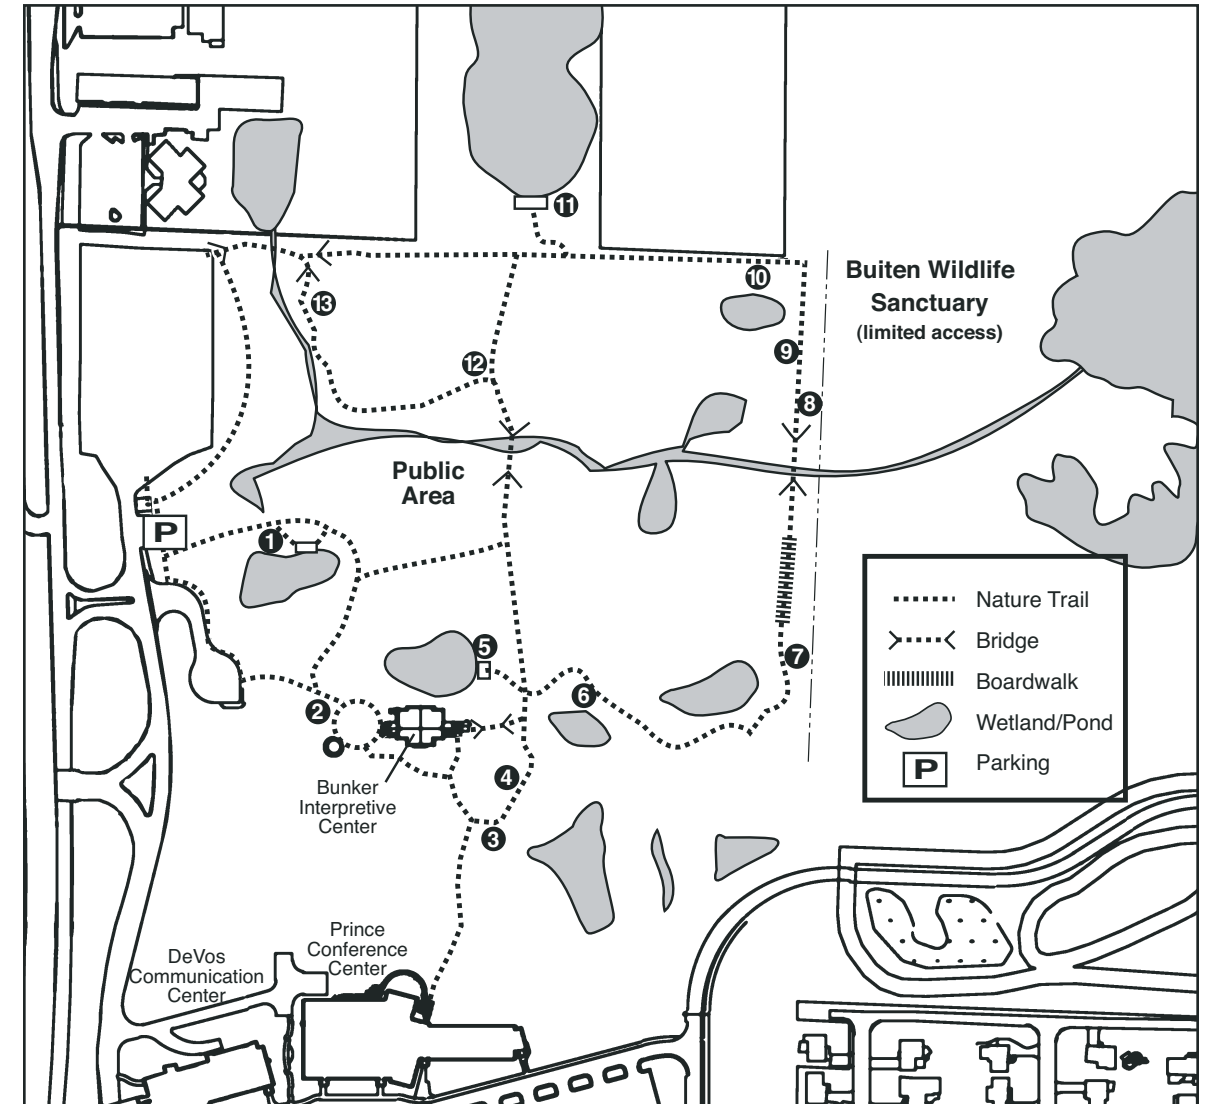 11
10
Buiten Wildlife
Sanctuary
(limited access)
13
9
12
8
Public
Area
P
1
Nature Trail
Bridge
Boardwalk
Wetland/Pond
P
Parking
5
7
6
2
Bunker
Interpretive
Center
4
3
Prince
Conference
Center
DeVos
Communication
Center